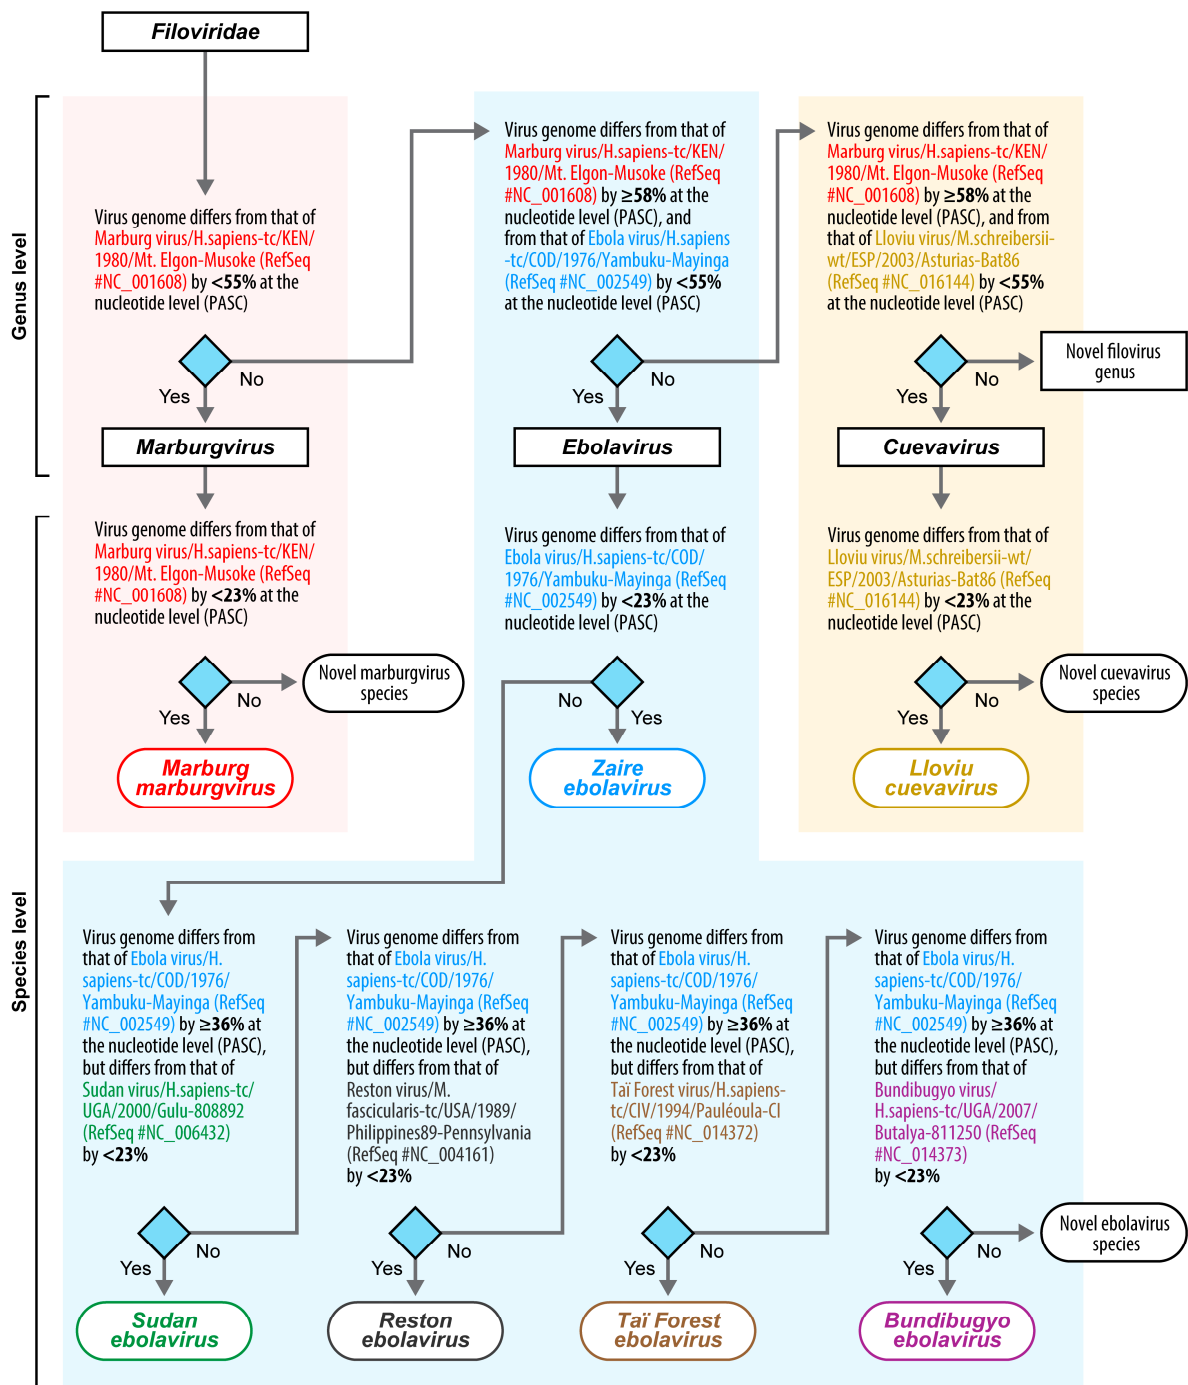 Filoviridae
Genus level
Virus genome differs from that of
Marburg virus/H.sapiens-tc/KEN/
1980/Mt. Elgon-Musoke (RefSeq
#NC_001608) by <55% at the
nucleotide level (PASC)
Yes
No
Marburgvirus
Virus genome differs from that of
Marburg virus/H.sapiens-tc/KEN/
1980/Mt. Elgon-Musoke (RefSeq
#NC_001608) by ≥58% at the
nucleotide level (PASC), and
from that of Ebola virus/H.sapiens
-tc/COD/1976/Yambuku-Mayinga
(RefSeq #NC_002549) by <55%
at the nucleotide level (PASC)
Yes
No
Ebolavirus
Virus genome differs from that of
Marburg virus/H.sapiens-tc/KEN/
1980/Mt. Elgon-Musoke (RefSeq
#NC_001608) by ≥58% at the
nucleotide level (PASC), and from
that of Lloviu virus/M.schreibersii-
wt/ESP/2003/Asturias-Bat86
(RefSeq #NC_016144) by <55%
at the nucleotide level (PASC)
Yes
No
Novel filovirus
genus
Cuevavirus
Species level
Virus genome differs from that of
Marburg virus/H.sapiens-tc/KEN/
1980/Mt. Elgon-Musoke (RefSeq
#NC_001608) by <23% at the
nucleotide level (PASC)
Yes
No
Novel marburgvirus
species
Marburg
marburgvirus
Virus genome differs from that of
Ebola virus/H.sapiens-tc/COD/
1976/Yambuku-Mayinga (RefSeq
#NC_002549) by <23% at the
nucleotide level (PASC)
No
Yes
Zaire
ebolavirus
Virus genome differs from that of
Lloviu virus/M.schreibersii-wt/
ESP/2003/Asturias-Bat86 (RefSeq
#NC_016144) by <23% at the
nucleotide level (PASC)
Yes
No
Novel cuevavirus
species
Lloviu
cuevavirus
Virus genome differs from
that of Ebola virus/H.
sapiens-tc/COD/1976/
Yambuku-Mayinga (RefSeq
#NC_002549) by ≥36% at
the nucleotide level (PASC),
but differs from that of
Sudan virus/H.sapiens-tc/
UGA/2000/Gulu-808892
(RefSeq #NC_006432)
by <23%
Yes
No
Sudan
ebolavirus
Virus genome differs from
that of Ebola virus/H.
sapiens-tc/COD/1976/
Yambuku-Mayinga (RefSeq
#NC_002549) by ≥36% at
the nucleotide level (PASC),
but differs from that of
Reston virus/M.
fascicularis-tc/USA/1989/
Philippines89-Pennsylvania
(RefSeq #NC_004161)
by <23%
Yes
No
Reston
ebolavirus
Virus genome differs from
that of Ebola virus/H.
sapiens-tc/COD/1976/
Yambuku-Mayinga (RefSeq
#NC_002549) by ≥36% at
the nucleotide level (PASC),
but differs from that of
Taï Forest virus/H.sapiens-
tc/CIV/1994/Pauléoula-CI
(RefSeq #NC_014372)
by <23%
Yes
No
Taï Forest
ebolavirus
Virus genome differs from
that of Ebola virus/H.
sapiens-tc/COD/1976/
Yambuku-Mayinga (RefSeq
#NC_002549) by ≥36% at
the nucleotide level (PASC),
but differs from that of
Bundibugyo virus/
H.sapiens-tc/UGA/2007/
Butalya-811250 (RefSeq
#NC_014373)
by <23%
Yes
No
Novel ebolavirus
species
Bundibugyo
ebolavirus